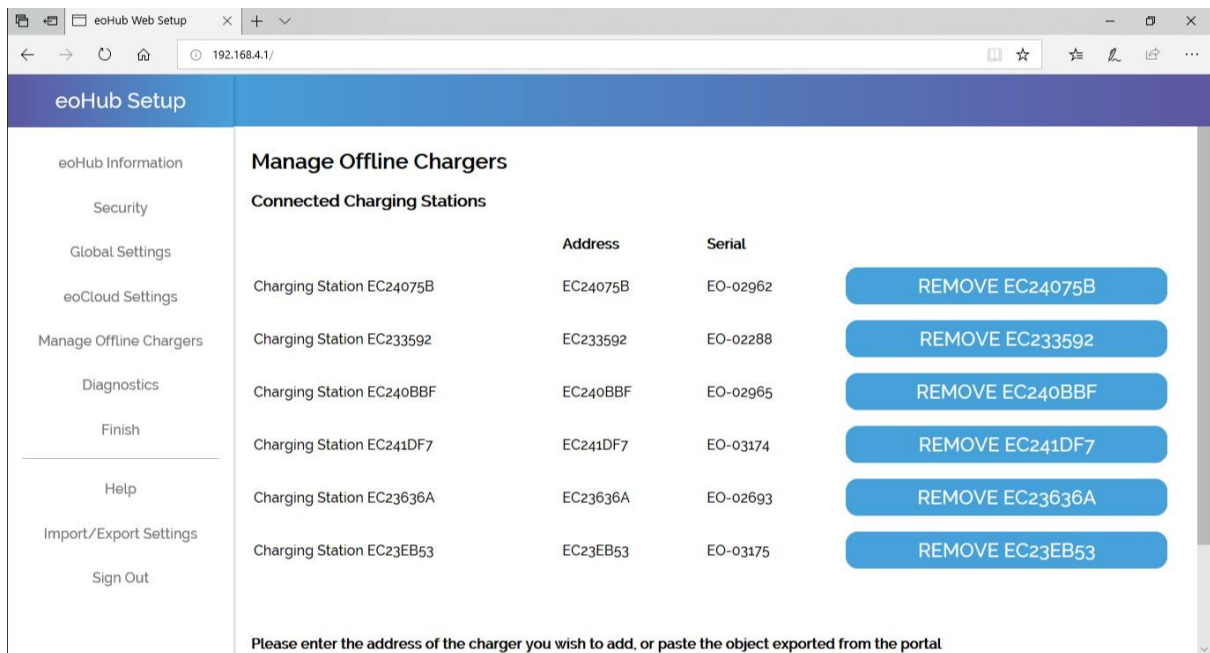 eoHub Web Setup
192.168.4.1/
eoHub Setup
eoHub Information
Security
Global Settings
eoCloud Settings
Manage Offline Chargers
Diagnostics
Finish
Help
Import/Export Settings
Sign Out
Manage Offline Chargers
Connected Charging Stations
Address Serial
Charging Station EC24075B EC24075B EO-02962 REMOVE EC24075B
Charging Station EC233592 EC233592 EO-02288 REMOVE EC233592
Charging Station EC240BBF EC240BBF EO-02965 REMOVE EC240BBF
Charging Station EC241DF7 EC241DF7 EO-03174 REMOVE EC241DF7
Charging Station EC23636A EC23636A EO-02693 REMOVE EC23636A
Charging Station EC23EB53 EC23EB53 EO-03175 REMOVE EC23EB53
Please enter the address of the charger you wish to add, or paste the object exported from the portal